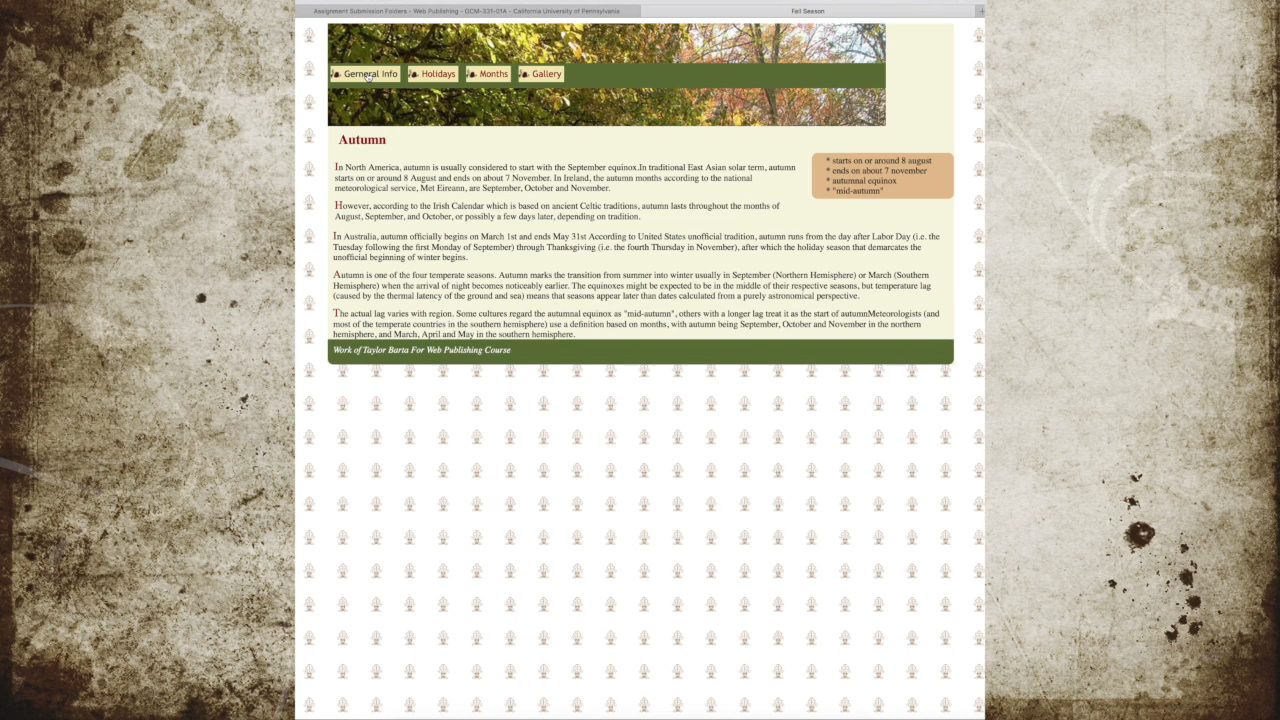 Assignment Submission Folders - Web Publishing - GCM-331-01A - California University of Pennsylvania
Fall Season
Gerneral Info
Holidays
Months
Gallery
Autumn
In North America, autumn is usually considered to start with the September equinox.In traditional East Asian solar term, autumn
starts on or around 8 August and ends on about 7 November. In Ireland, the autumn months according to the national
meteorological service, Met Eireann, are September, October and November.
However, according to the Irish Calendar which is based on ancient Celtic traditions, autumn lasts throughout the months of
August, September, and October, or possibly a few days later, depending on tradition.
* starts on or around 8 august
* ends on about 7 november
* autumnal equinox
* "mid-autumn"
In Australia, autumn officially begins on March 1st and ends May 31st According to United States unofficial tradition, autumn runs from the day after Labor Day (i.e. the
Tuesday following the first Monday of September) through Thanksgiving (i.e. the fourth Thursday in November), after which the holiday season that demarcates the
unofficial beginning of winter begins.
Autumn is one of the four temperate seasons. Autumn marks the transition from summer into winter usually in September (Northern Hemisphere) or March (Southern
Hemisphere) when the arrival of night becomes noticeably earlier. The equinoxes might be expected to be in the middle of their respective seasons, but temperature lag
(caused by the thermal latency of the ground and sea) means that seasons appear later than dates calculated from a purely astronomical perspective.
The actual lag varies with region. Some cultures regard the autumnal equinox as "mid-autumn", others with a longer lag treat it as the start of autumnMeteorologists (and
most of the temperate countries in the southern hemisphere) use a definition based on months, with autumn being September, October and November in the northern
hemisphere, and March, April and May in the southern hemisphere.
Work of Taylor Barta For Web Publishing Course